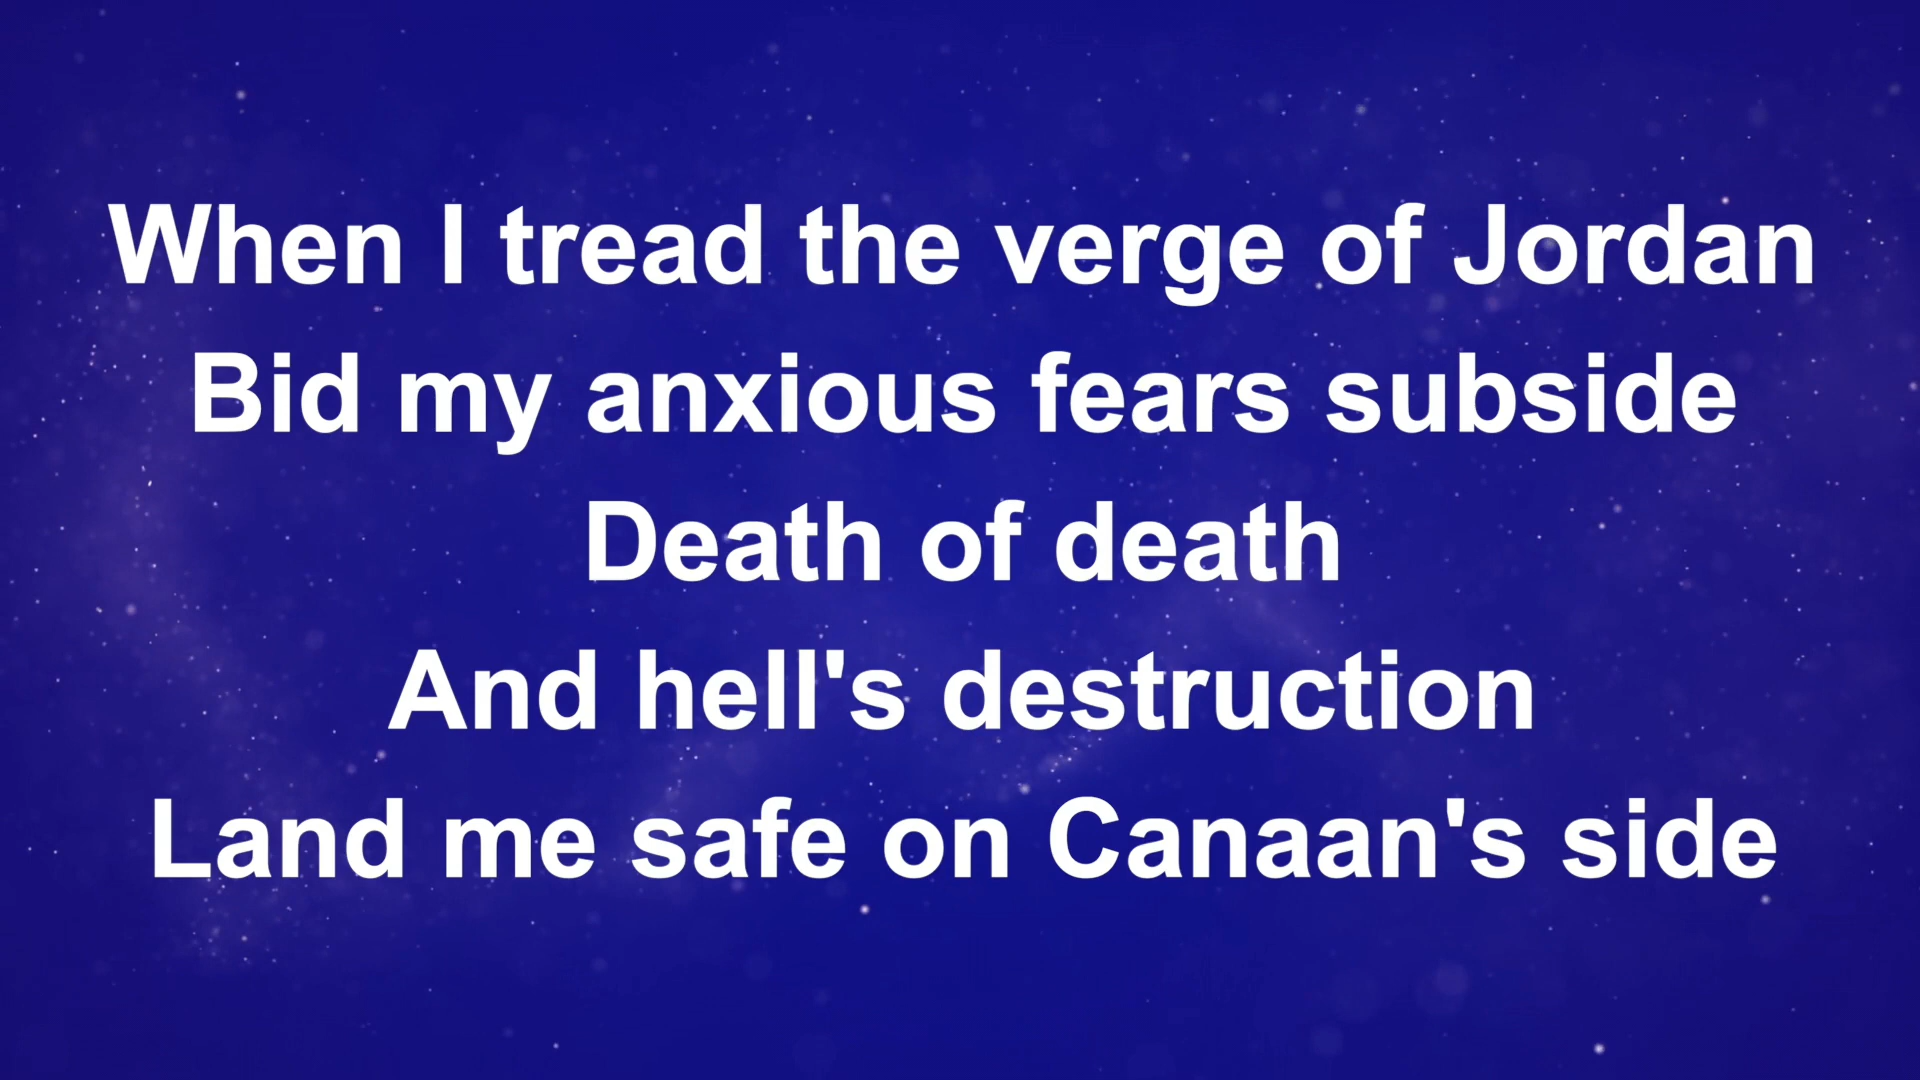 When I tread the verge of Jordan
Bid my anxious fears subside
Death of death
And hell's destruction
Land me safe on Canaan's side